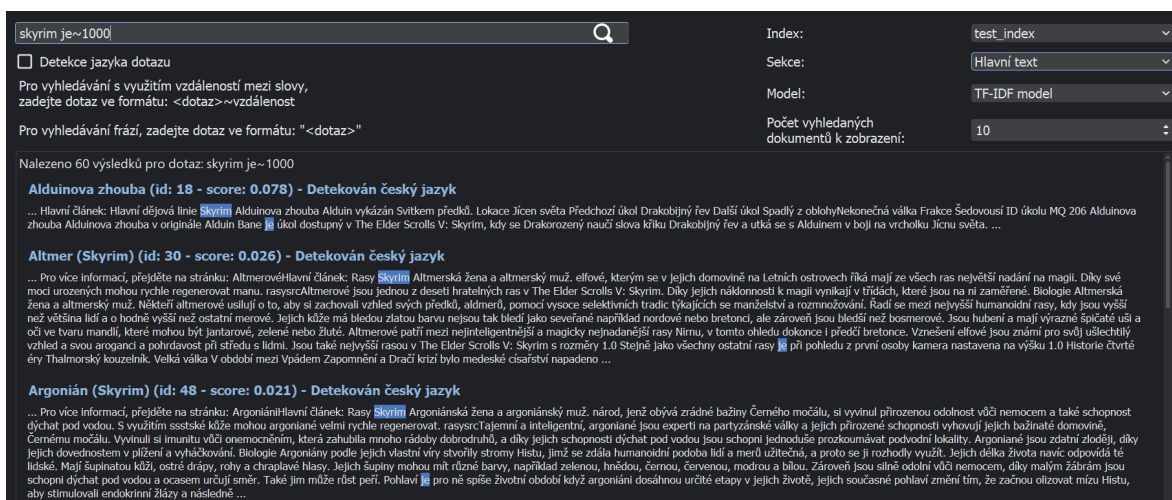 skyrim je~1000
Index:
test_index
Detekce jazyka dotazu
Sekce:
Hlavní text
Pro vyhledávání s využitím vzdáleností mezi slovy,
zadejte dotaz ve formátu: <dotaz>~vzdálenost
Model:
TF-IDF model
Pro vyhledávání frází, zadejte dotaz ve formátu: "<dotaz>"
Počet vyhledaných
dokumentů k zobrazení:
10
Nalezeno 60 výsledků pro dotaz: skyrim je~1000
Alduinova zhouba (id: 18 - score: 0.078) - Detekován český jazyk
... Hlavní článek: Hlavní dějová linie Skyrim Alduinova zhouba Alduin vykázán Svitkem předků. Lokace Jícen světa Předchozí úkol Drakobijný řev Další úkol Spadlý z oblohyNekonečná válka Frakce Šedovousí ID úkolu MQ 206 Alduinova
zhouba Alduinova zhouba v originále Alduin Bane je úkol dostupný v The Elder Scrolls V: Skyrim, kdy se Drakorozený naučí slova křiku Drakobijný řev a utká se s Alduinem v boji na vrcholku Jícnu světa. ...
Altmer (Skyrim) (id: 30 - score: 0.026) - Detekován český jazyk
... Pro více informací, přejděte na stránku: AltmerovéHlavní článek: Rasy Skyrim Altmerská žena a altmerský muž. elfové, kterým se v jejich domovině na Letních ostrovech říká mají ze všech ras největší nadání na magii. Díky své
moci urozených mohou rychle regenerovat manu. rasysrcAltmerové jsou jednou z deseti hratelných ras v The Elder Scrolls V: Skyrim. Díky jejich náklonosti k magii vynikají v třídách, které jsou na ni zaměřené. Biologie Altmerská
žena a altmerský muž. Někteří altmerové usilují o to, aby si zachovali vzhled svých předků, aldmerů, pomocí vysoce selektivních tradic týkajících se manželství a rozmnožování. Řadí se mezi nejvyšší humanoidní rasy, kdy jsou vyšší
než většina lidí a o hodně vyšší než ostatní merové. Jejich kůže má bledou zlatou barvu nejsou tak bledí jako seveřané například nordové nebo bretonci, ale zároveň jsou bledší než bosmerové. Jsou hubení a mají výrazné špičaté uši a
oči ve tvaru mandlí, které mohou být jantarové, zelené nebo žluté. Altmerové patří mezi nejinteligentnější a magicky nejnadanější rasy Nirnu, v tomto ohledu dokonce i předčí bretonce. Vznešení elfové jsou známí pro svůj ušlechtilý
vzhled a svou aroganci a pohrdavost při středu s lidmi. Jsou také nejvyšší rasou v The Elder Scrolls V: Skyrim s rozměry 1.0 Stejně jako všechny ostatní rasy je při pohledu z první osoby kamera nastavena na výšku 1.0 Historie čtvrté
éry Thalmorský kouzelník. Velká válka V období mezi Vpádem Zapomnění a Dračí krizí bylo medeské císařství napadeno ...
Argonián (Skyrim) (id: 48 - score: 0.021) - Detekován český jazyk
... Pro více informací, přejděte na stránku: ArgoniániHlavní článek: Rasy Skyrim Argoniánská žena a argoniánský muž. národ, jenž obývá zrádné bažiny Černého močálu, si vyvinul přirozenou odolnost vůči nemocem a také schopnost
dýchat pod vodou. S využitím ssstské kůže mohou argoniané velmi rychle regenerovat. rasysrcTajemní a inteligentní, argoniané jsou experti na partyzánské války a jejich přirozené schopnosti vyhovují jejich bažinaté domovině,
Černému močálu. Vyvinuli si imunitu vůči onemocněním, která zahubila mnoho rádoby dobrodruhů, a díky jejich schopnosti dýchat pod vodou jsou schopni jednoduše prozkoumávat podvodní lokality. Argoniané jsou zdatní zloději, díky
jejich dovednostem v plížení a vyháčkování. Biologie Argoniány podle jejich vlastní víry stvořily stromy Histu, jimž se zdála humanoidní podoba lidí a merů užitečná, a proto se ji rozhodly využít. Jejich délka života navíc odpovídá té
lidské. Mají šupinatou kůži, ostré drápy, rohy a chraplavé hlasy. Jejich šupiny mohou mít různé barvy, například zelenou, hnědou, černou, červenou, modrou a bílou. Zároveň jsou silně odolní vůči nemocem, díky malým žábrám jsou
schopni dýchat pod vodou a ocasem určují směr. Také jim může růst peří. Pohlaví je pro ně spíše životní období když argoniáni dosáhnou určité etapy v jejich životě, jejich současné pohlaví změní tím, že začnou olizovat mízu Histu,
aby stimulovali endokrinní žlázy a následně ...